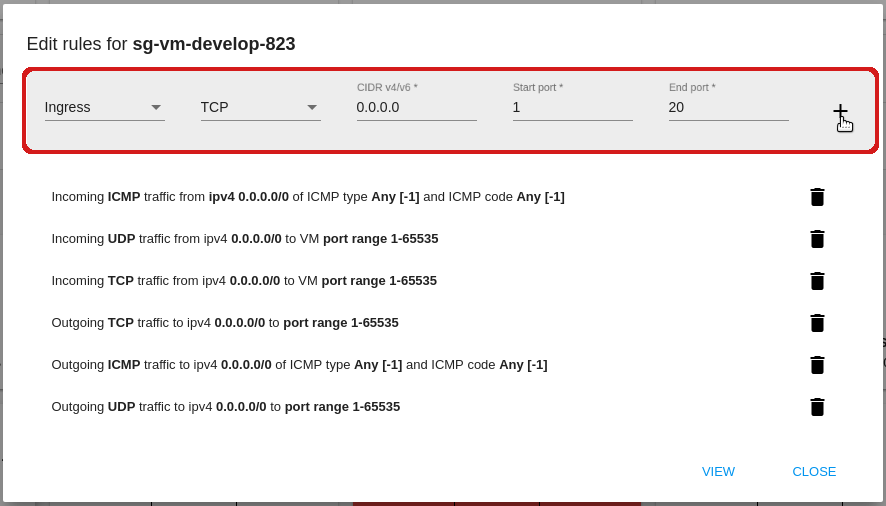 Edit rules for sg-vm-develop-823
CIDR v4/v6 * Start port * End port *
Ingress TCP 0.0.0.0 1 20
Incoming ICMP traffic from ipv4 0.0.0.0/0 of ICMP type Any [-1] and ICMP code Any [-1]
Incoming UDP traffic from ipv4 0.0.0.0/0 to VM port range 1-65535
Incoming TCP traffic from ipv4 0.0.0.0/0 to VM port range 1-65535
Outgoing TCP traffic to ipv4 0.0.0.0/0 to port range 1-65535
Outgoing ICMP traffic to ipv4 0.0.0.0/0 of ICMP type Any [-1] and ICMP code Any [-1]
Outgoing UDP traffic to ipv4 0.0.0.0/0 to port range 1-65535
VIEW CLOSE